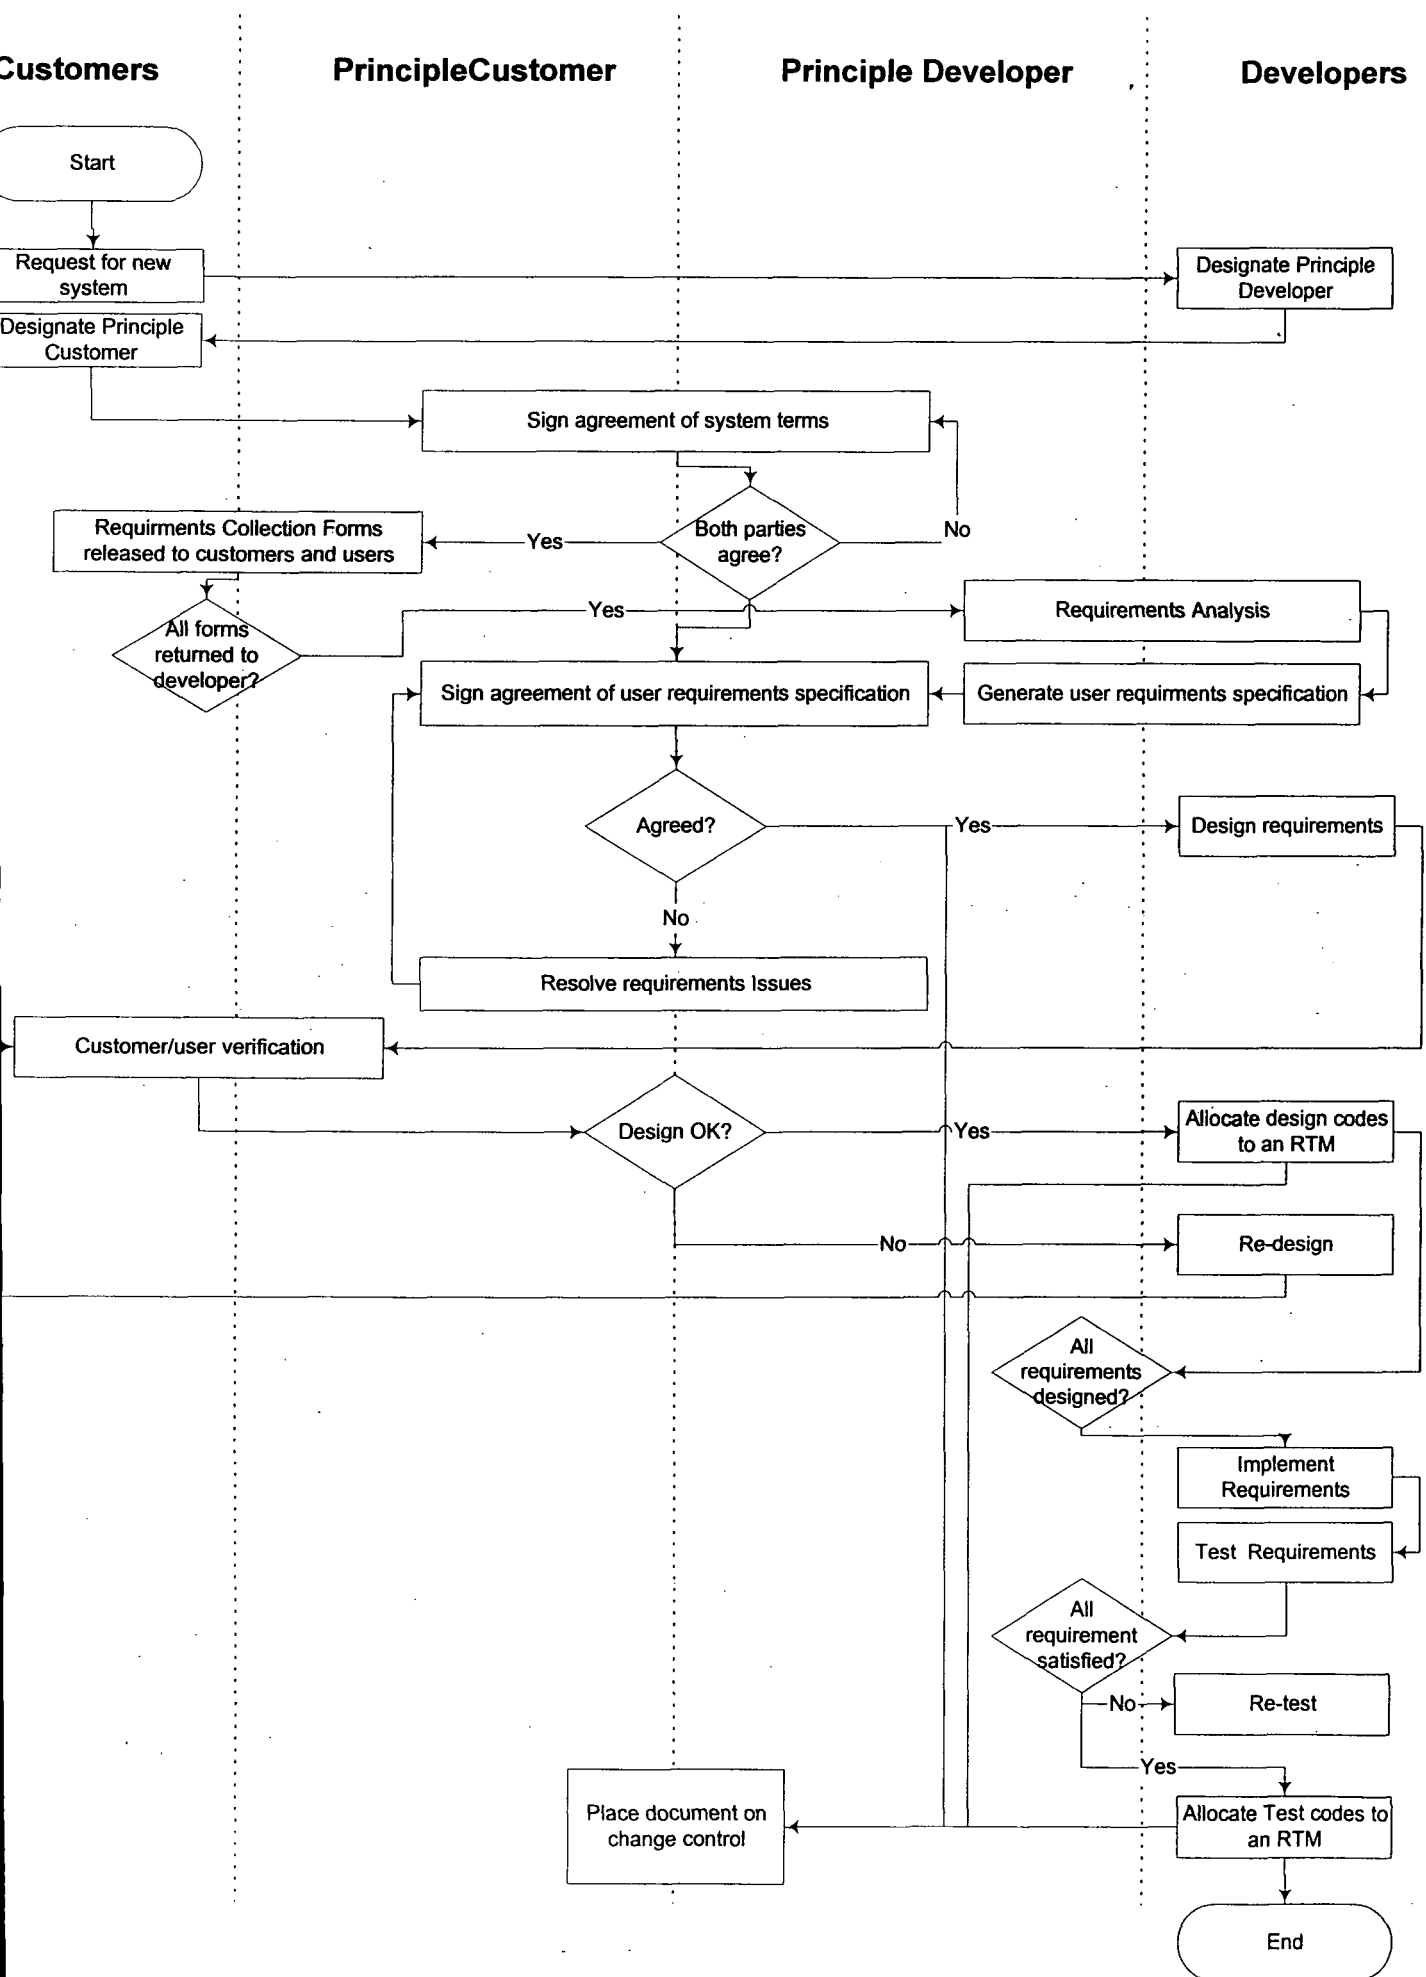 Customers
PrincipleCustomer
Principle Developer
Developers
Start
Request for new
system
Designate Principle
Developer
Designate Principle
Customer
Sign agreement of system terms
Requirments Collection Forms
released to customers and users
Yes
Both parties
agree?
No
All forms
returned to
developer?
Yes
Requirements Analysis
Sign agreement of user requirements specification
Generate user requirments specification
Agreed?
Yes
Design requirements
No
Resolve requirements Issues
Customer/user verification
Design OK?
Yes
Allocate design codes
to an RTM
No
Re-design
All
requirements
designed?
Implement
Requirements
Test Requirements
All
requirement
satisfied?
No
Re-test
Yes
Place document on
change control
Allocate Test codes to
an RTM
End